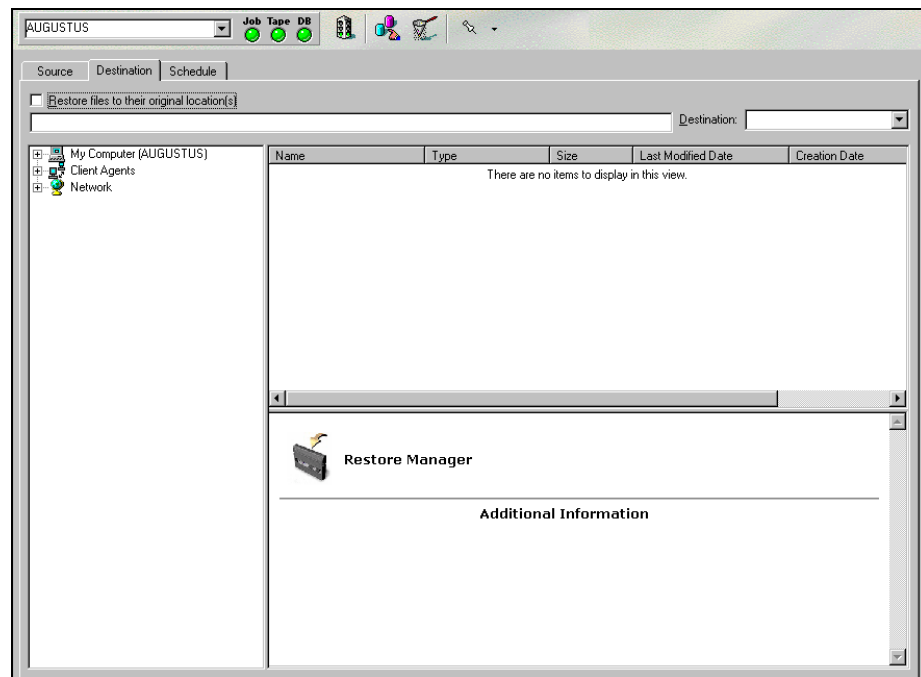 AUGUSTUS
Job Tape DB
Source Destination Schedule
Restore files to their original location(s)
Destination:
My Computer (AUGUSTUS)
Client Agents
Network
Name Type Size Last Modified Date Creation Date
There are no items to display in this view.
Restore Manager
Additional Information